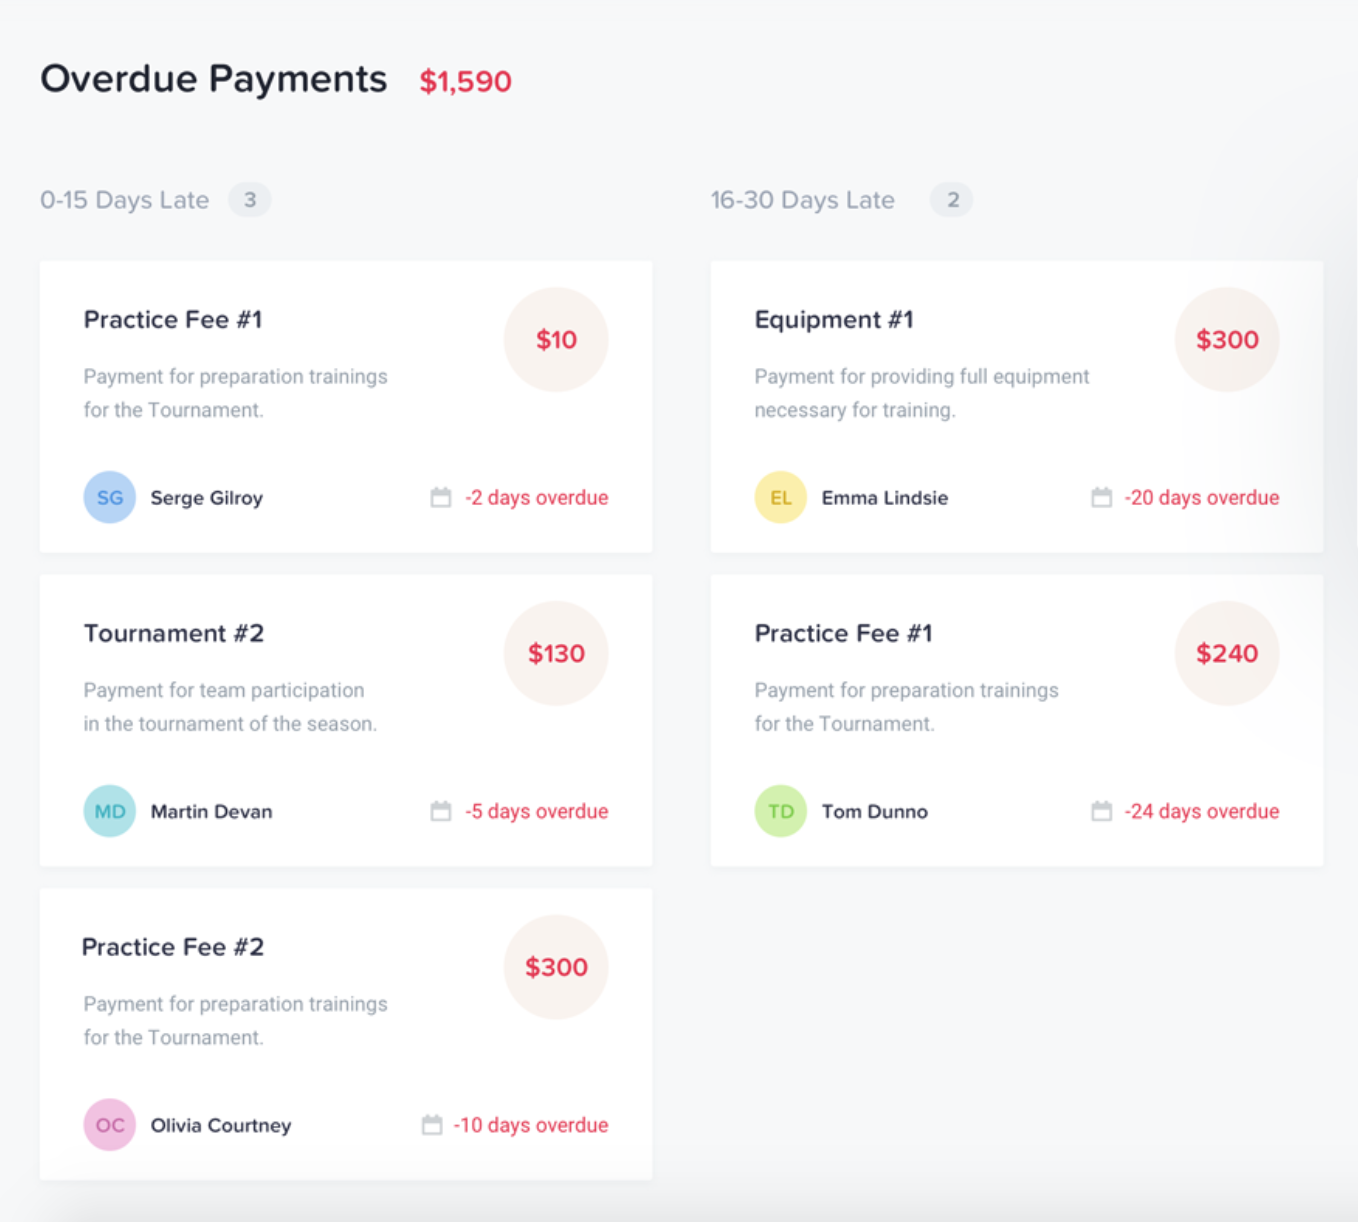 Overdue Payments $1,590
0-15 Days Late 3
Practice Fee #1
$10
Payment for preparation trainings
for the Tournament.
SG Serge Gilroy -2 days overdue
Tournament #2
$130
Payment for team participation
in the tournament of the season.
MD Martin Devan -5 days overdue
Practice Fee #2
$300
Payment for preparation trainings
for the Tournament.
OC Olivia Courtney -10 days overdue
16-30 Days Late 2
Equipment #1
$300
Payment for providing full equipment
necessary for training.
EL Emma Lindsie -20 days overdue
Practice Fee #1
$240
Payment for preparation trainings
for the Tournament.
TD Tom Dunno -24 days overdue